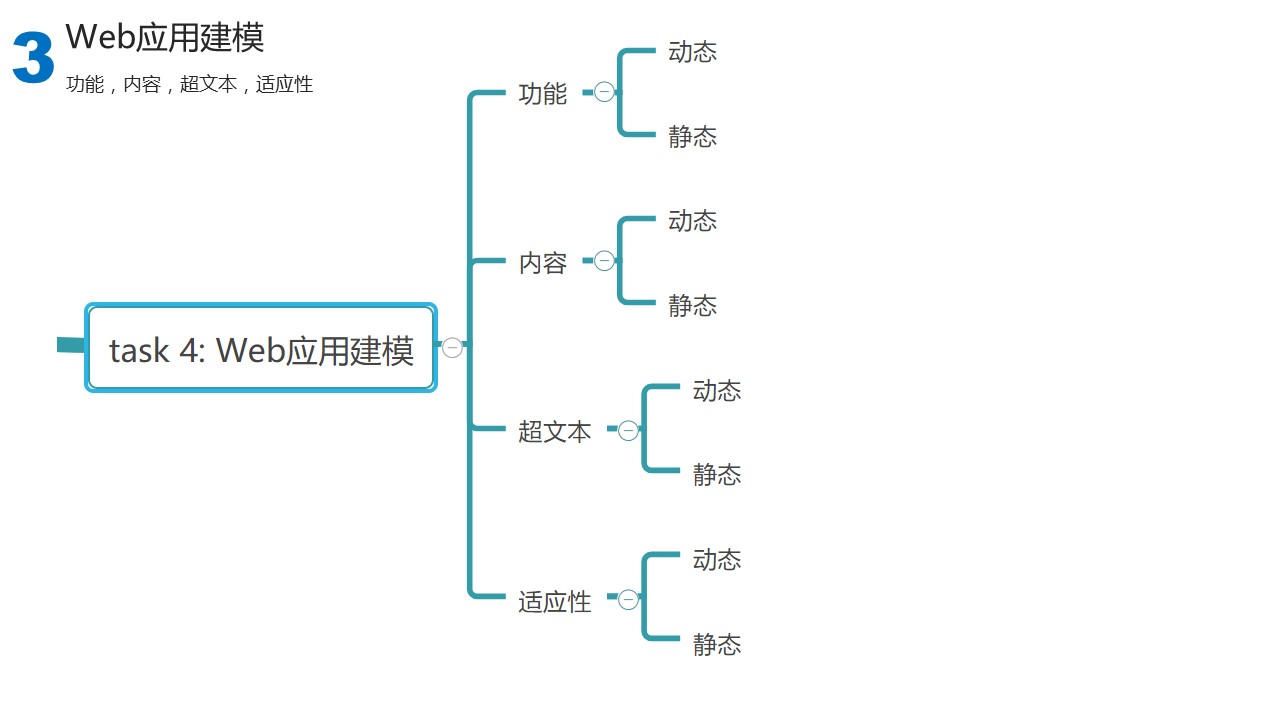 3
Web应用建模
功能，内容，超文本，适应性
task 4: Web应用建模
功能
动态
静态
内容
动态
静态
超文本
动态
静态
适应性
动态
静态